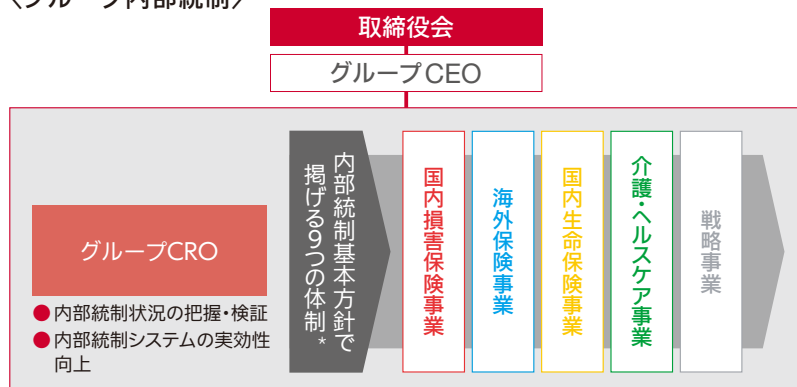 〈グループ内部統制〉
取締役会
グループCEO
グループCRO
●内部統制状況の把握・検証
●内部統制システムの実効性
向上
内部統制基本方針で
掲げる9つの体制*
国内損害保険事業
海外保険事業
国内生命保険事業
介護・ヘルスケア事業
戦略事業